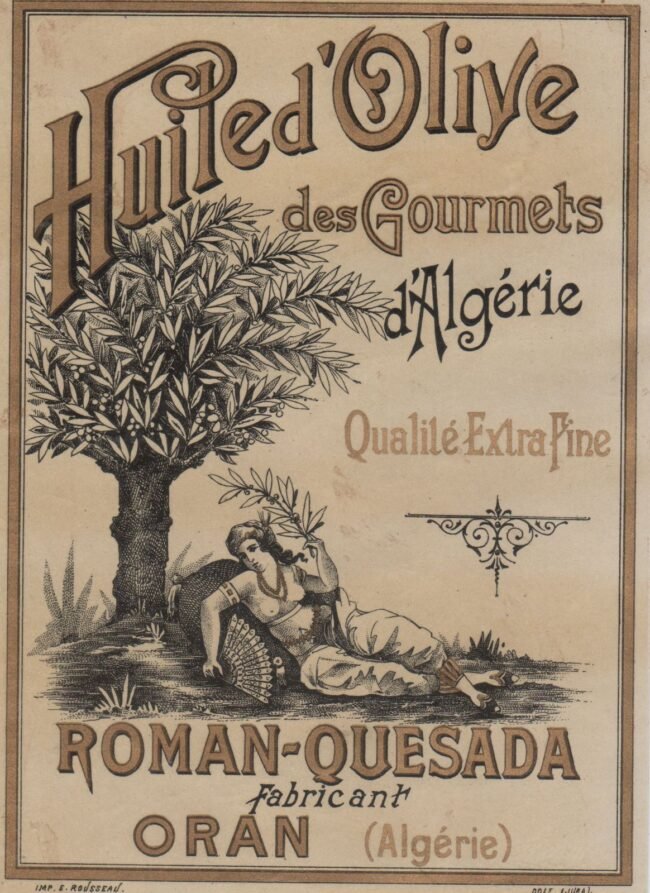 Huile d'Olive
des Gourmets
d'Algérie
Qualité Extra Fine
ROMAN-QUESADA
Fabricant
ORAN (Algérie)
IMP. E. ROUSSEAU.